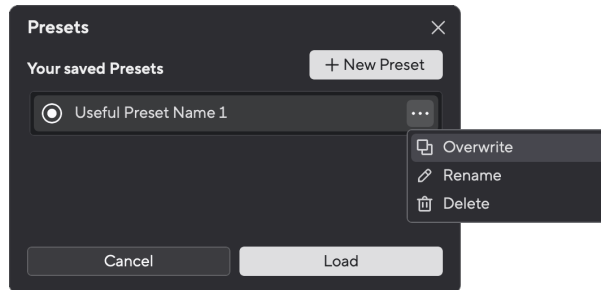 Presets
Your saved Presets
+ New Preset
Useful Preset Name 1
Overwrite
Rename
Delete
Cancel
Load